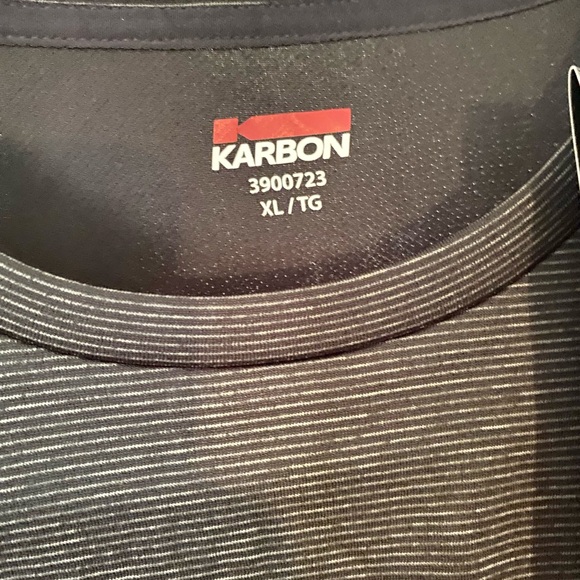 KARBON
3900723
XL / TG